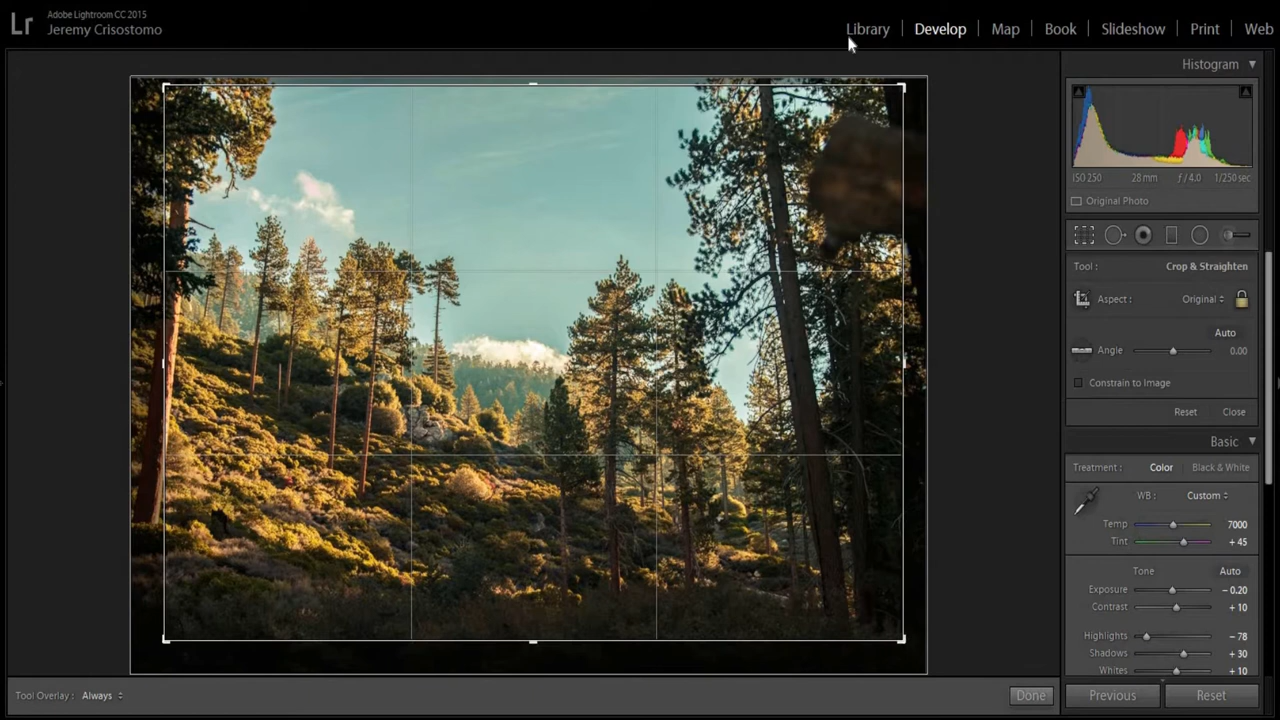 Lr
Adobe Lightroom CC 2015
Jeremy Crisostomo
Library Develop Map Book Slideshow Print Web
Histogram
ISO 250 28 mm ƒ / 4.0 1/250 sec
Original Photo
Tool : Crop & Straighten
Aspect : Original
Auto
Angle 0.00
Constrain to Image
Reset Close
Basic
Treatment : Color Black & White
WB : Custom
Temp 7000
Tint + 45
Tone Auto
Exposure − 0.20
Contrast + 10
Highlights − 78
Shadows + 30
Whites + 10
Tool Overlay : Always Done Previous Reset